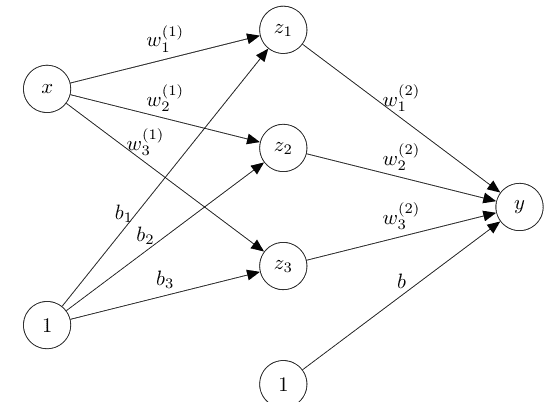 z₁
w₁⁽¹⁾
x
w₂⁽¹⁾
w₁⁽²⁾
w₃⁽¹⁾
z₂
w₂⁽²⁾
y
b₁
w₃⁽²⁾
b₂
z₃
b₃
b
1
1